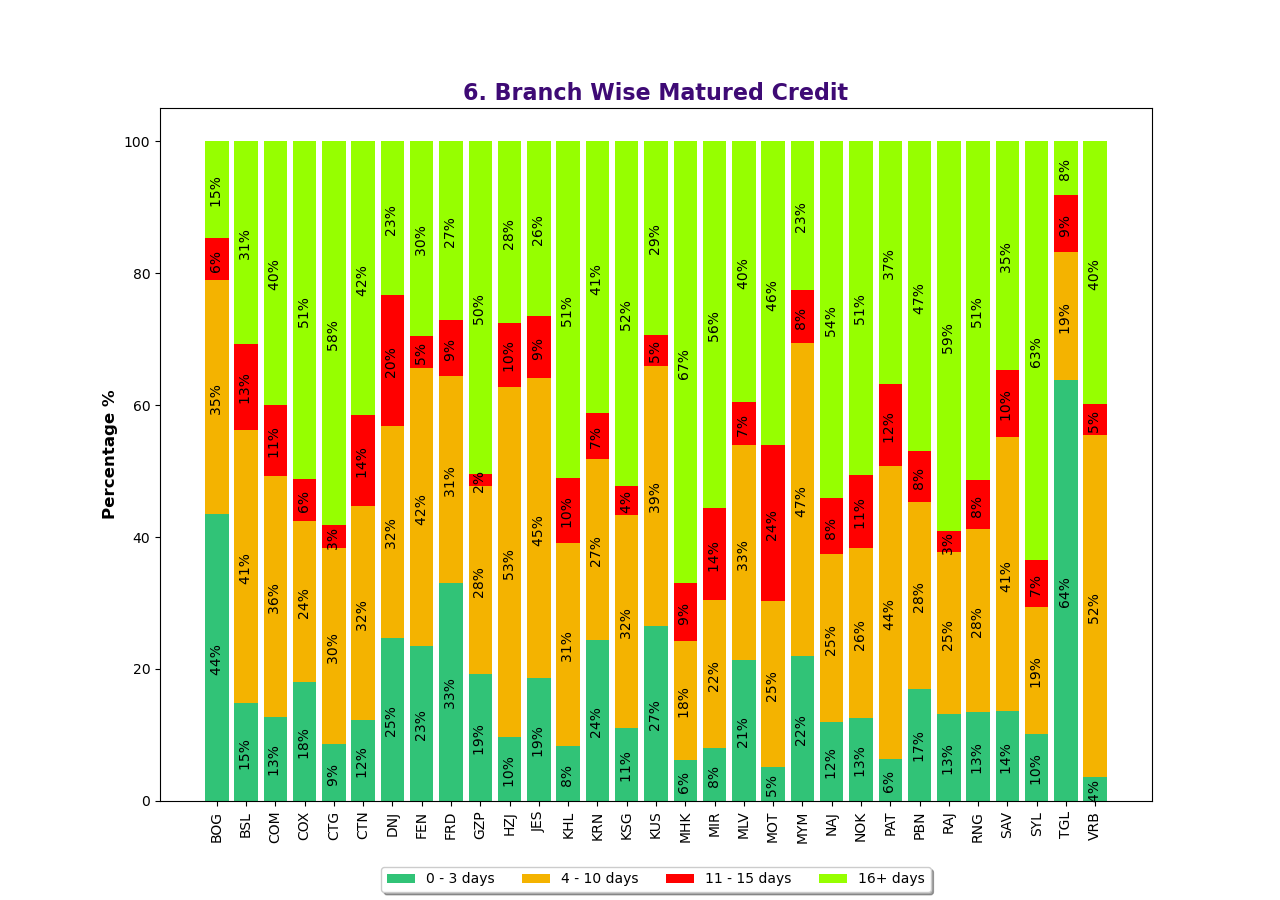 6. Branch Wise Matured Credit
Percentage %
100
80
60
40
20
0
15% 31% 40% 51% 58% 42% 23% 30% 27% 50% 28% 26% 51% 41% 52% 29% 67% 56% 40% 46% 23% 54% 51% 37% 47% 59% 51% 35% 63% 8% 40%
6% 13% 11% 6% 3% 14% 20% 5% 9% 2% 10% 9% 10% 7% 4% 5% 9% 14% 7% 24% 8% 8% 11% 12% 8% 3% 8% 10% 7% 9% 5%
35% 41% 36% 24% 30% 32% 32% 42% 31% 28% 53% 45% 31% 27% 32% 39% 18% 22% 33% 25% 47% 25% 26% 44% 28% 25% 28% 41% 19% 19% 52%
44% 15% 13% 18% 9% 12% 25% 23% 33% 19% 10% 19% 8% 24% 11% 27% 6% 8% 21% 5% 22% 12% 13% 6% 17% 13% 13% 14% 10% 64% 4%
BOG BSL COM COX CTG CTN DNJ FEN FRD GZP HZJ JES KHL KRN KSG KUS MHK MIR MLV MOT MYM NAJ NOK PAT PBN RAJ RNG SAV SYL TGL VRB
0 - 3 days 4 - 10 days 11 - 15 days 16+ days